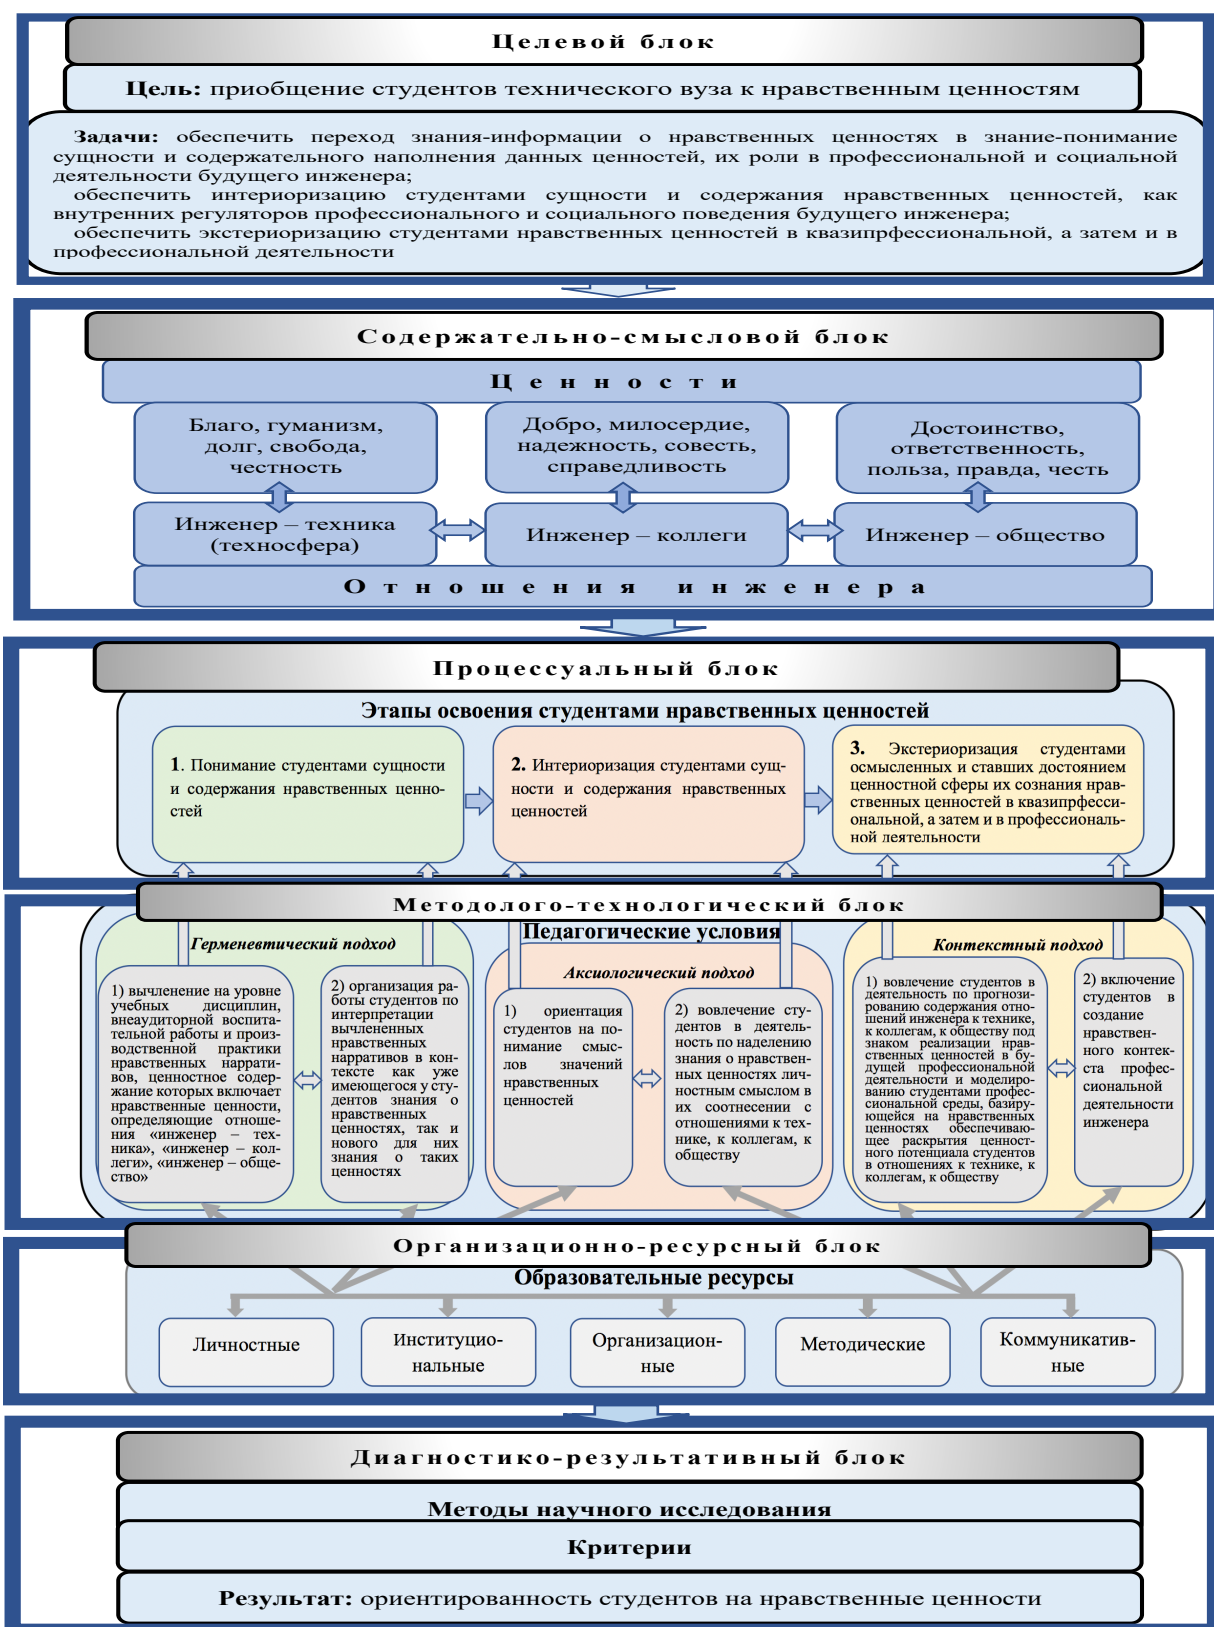 Целевой блок
Цель: приобщение студентов технического вуза к нравственным ценностям
Задачи: обеспечить переход знания-информации о нравственных ценностях в знание-понимание
сущности и содержательного наполнения данных ценностей, их роли в профессиональной и социальной
деятельности будущего инженера;
обеспечить интериоризацию студентами сущности и содержания нравственных ценностей, как
внутренних регуляторов профессионального и социального поведения будущего инженера;
обеспечить экстериоризацию студентами нравственных ценностей в квазипрфессиональной, а затем и в
профессиональной деятельности
Содержательно-смысловой блок
Ценности
Благо, гуманизм,
долг, свобода,
честность
Добро, милосердие,
надежность, совесть,
справедливость
Достоинство,
ответственность,
польза, правда, честь
Инженер – техника
(техносфера)
Инженер – коллеги
Инженер – общество
Отношения инженера
Процессуальный блок
Этапы освоения студентами нравственных ценностей
1. Понимание студентами сущности
и содержания нравственных ценно-
стей
2. Интериоризация студентами сущ-
ности и содержания нравственных
ценностей
3. Экстериоризация студентами
осмысленных и ставших достоянием
ценностной сферы их сознания нрав-
ственных ценностей в квазипрфесси-
ональной, а затем и в профессиональ-
ной деятельности
Методолого-технологический блок
Педагогические условия
Герменевтический подход
1) вычленение на уровне
учебных дисциплин,
внеаудиторной воспита-
тельной работы и произ-
водственной практики
нравственных наррати-
вов, ценностное содер-
жание которых включает
нравственные ценности,
определяющие отноше-
ния «инженер – тех-
ника», «инженер – кол-
леги», «инженер – обще-
ство»
2) организация ра-
боты студентов по
интерпретации
вычлененных
нравственных
нарративов в кон-
тексте как уже
имеющегося у сту-
дентов знания о
нравственных
ценностях, так и
нового для них
знания о таких
ценностях
Аксиологический подход
1) ориентация
студентов на по-
нимание смыс-
лов значений
нравственных
ценностей
2) вовлечение сту-
дентов в деятель-
ность по наделению
знания о нравствен-
ных ценностях лич-
ностным смыслом в
их соотнесении с
отношениями к тех-
нике, к коллегам, к
обществу
Контекстный подход
1) вовлечение студентов в
деятельность по прогнози-
рованию содержания отно-
шений инженера к технике,
к коллегам, к обществу под
знаком реализации нрав-
ственных ценностей в бу-
дущей профессиональной
деятельности и моделиро-
ванию студентами профес-
сиональной среды, базиру-
ющейся на нравственных
ценностях обеспечиваю-
щее раскрытия ценност-
ного потенциала студентов
в отношениях к технике, к
коллегам, к обществу
2) включение
студентов в
создание
нравствен-
ного контек-
ста профес-
сиональной
деятельности
инженера
Организационно-ресурсный блок
Образовательные ресурсы
Личностные
Институцио-
нальные
Организацион-
ные
Методические
Коммуникатив-
ные
Диагностико-результативный блок
Методы научного исследования
Критерии
Результат: ориентированность студентов на нравственные ценности